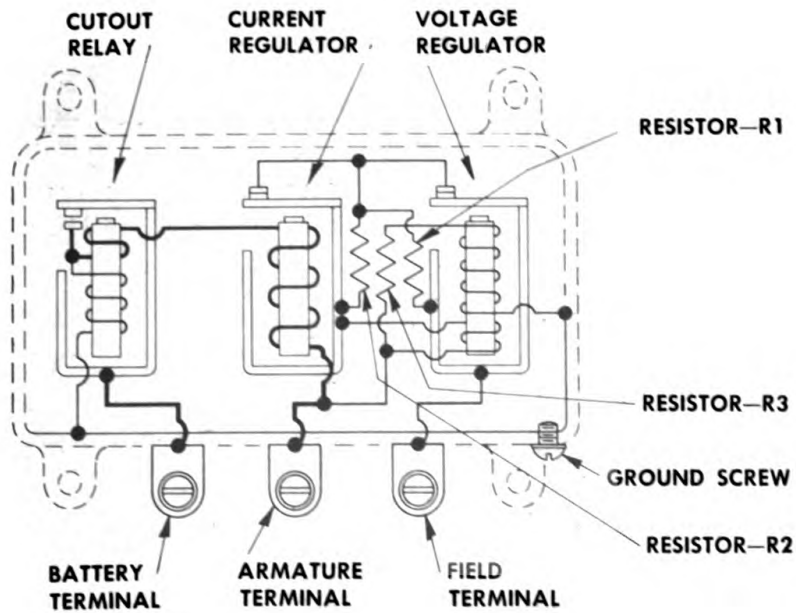 CUTOUT
RELAY
CURRENT
REGULATOR
VOLTAGE
REGULATOR
RESISTOR—R1
RESISTOR—R3
GROUND SCREW
RESISTOR—R2
BATTERY
TERMINAL
ARMATURE
TERMINAL
FIELD
TERMINAL